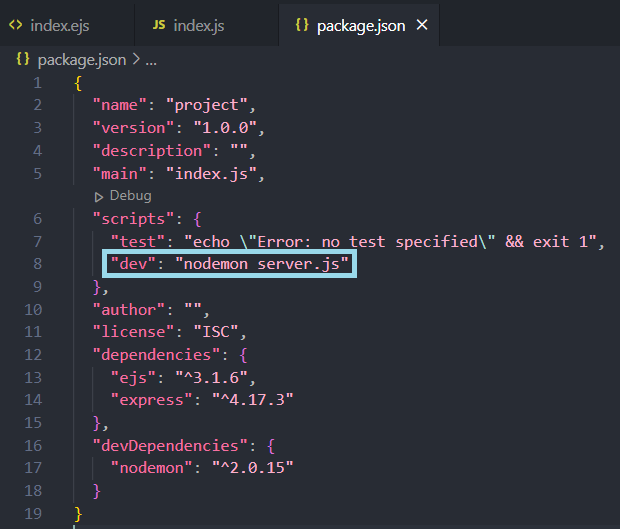 <> index.ejs JS index.js {} package.json ×
{} package.json > ...
1 {
2 "name": "project",
3 "version": "1.0.0",
4 "description": "",
5 "main": "index.js",
Debug
6 "scripts": {
7 "test": "echo \"Error: no test specified\" && exit 1",
8 "dev": "nodemon server.js"
9 },
10 "author": "",
11 "license": "ISC",
12 "dependencies": {
13 "ejs": "^3.1.6",
14 "express": "^4.17.3"
15 },
16 "devDependencies": {
17 "nodemon": "^2.0.15"
18 }
19 }